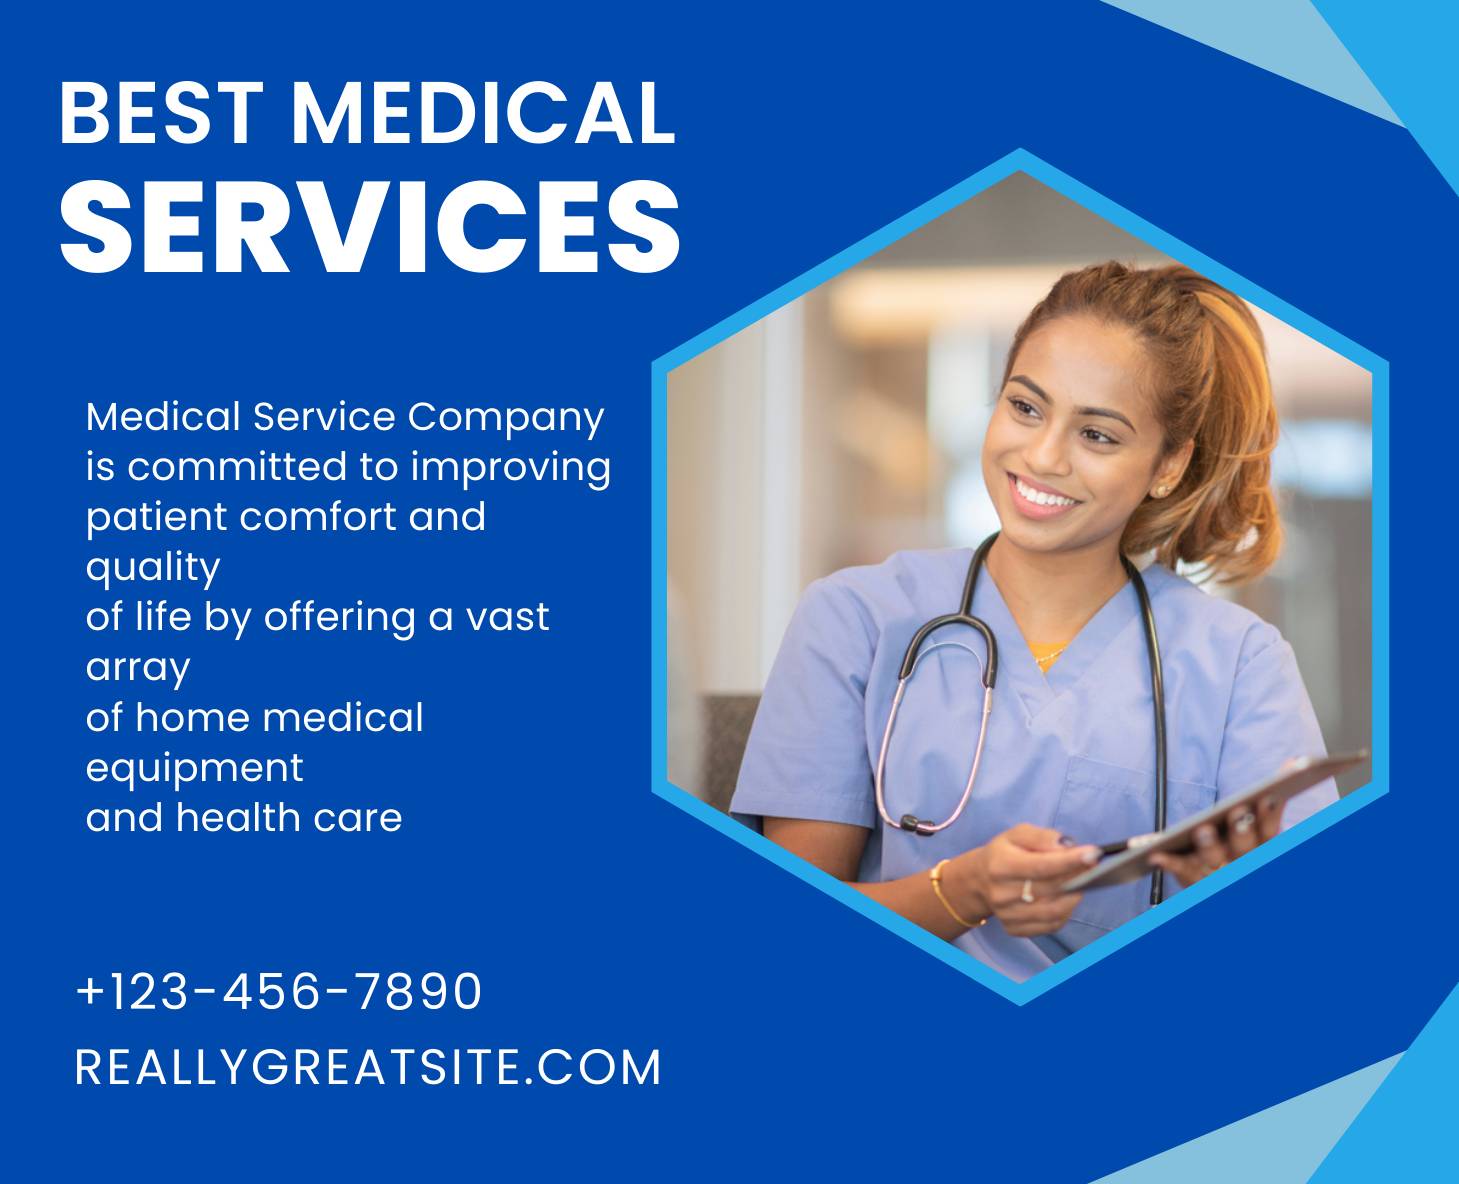 BEST MEDICAL
SERVICES
Medical Service Company
is committed to improving
patient comfort and
quality
of life by offering a vast
array
of home medical
equipment
and health care
+123-456-7890
REALLYGREATSITE.COM